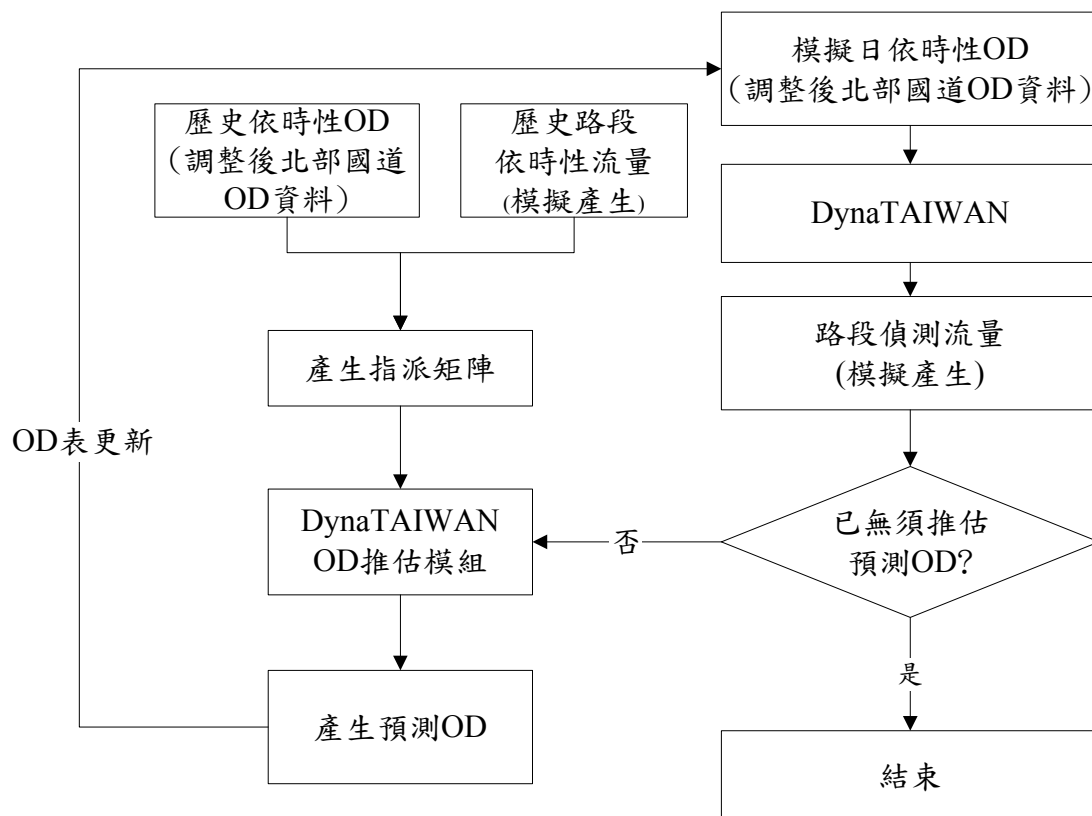 模擬日依時性OD
（調整後北部國道OD資料）
歷史依時性OD
（調整後北部國道
OD資料）
歷史路段
依時性流量
(模擬產生)
DynaTAIWAN
路段偵測流量
(模擬產生)
產生指派矩陣
OD表更新
DynaTAIWAN
OD推估模組
否
已無須推估
預測OD?
是
產生預測OD
結束